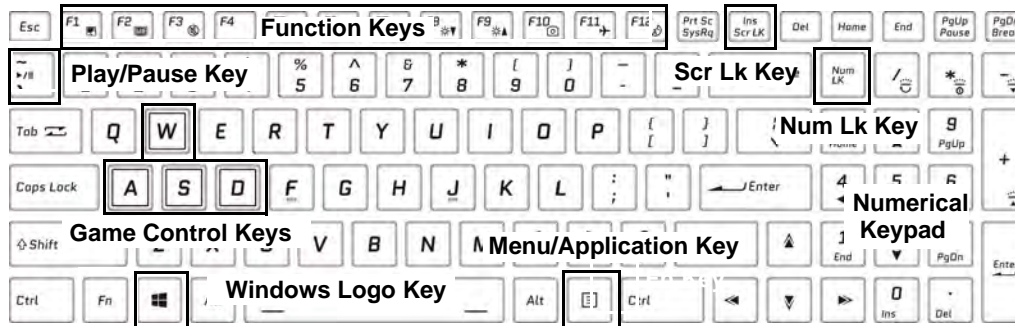 Esc F1 F2 F3 F4 Function Keys F9 F10 F11 F12 Prt Sc SysRq Ins Scr LK Del Home End PgUp Pause
Play/Pause Key % 5 ^ 6 & 7 * 8 ( 9 ) 0 - Scr Lk Key Num LK / * -
Tab Q W E R T Y U I O P { [ } ] \ Num Lk Key 9 PgUp +
Caps Lock A S D F G H J K L : ; " ' Enter 4 5 6
Shift Game Control Keys V B N Menu/Application Key 1 End Numerical Keypad PgDn Enter
Ctrl Fn Windows Logo Key Alt Ctrl 0 Ins . Del